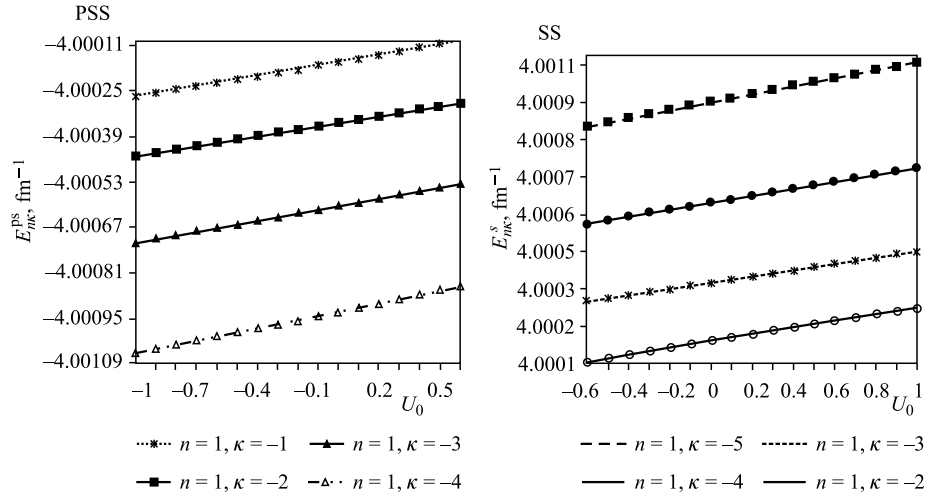 PSS
E^ps_nκ, fm^−1
−4.00011
−4.00025
−4.00039
−4.00053
−4.00067
−4.00081
−4.00095
−4.00109
−1 −0.7 −0.4 −0.1 0.2 0.5
U_0
n = 1, κ = −1 n = 1, κ = −3
n = 1, κ = −2 n = 1, κ = −4
SS
E^s_nκ, fm^−1
4.0011
4.0009
4.0008
4.0007
4.0006
4.0005
4.0003
4.0002
4.0001
−0.6 −0.4 −0.2 0 0.2 0.4 0.6 0.8 1
U_0
n = 1, κ = −5 n = 1, κ = −3
n = 1, κ = −4 n = 1, κ = −2